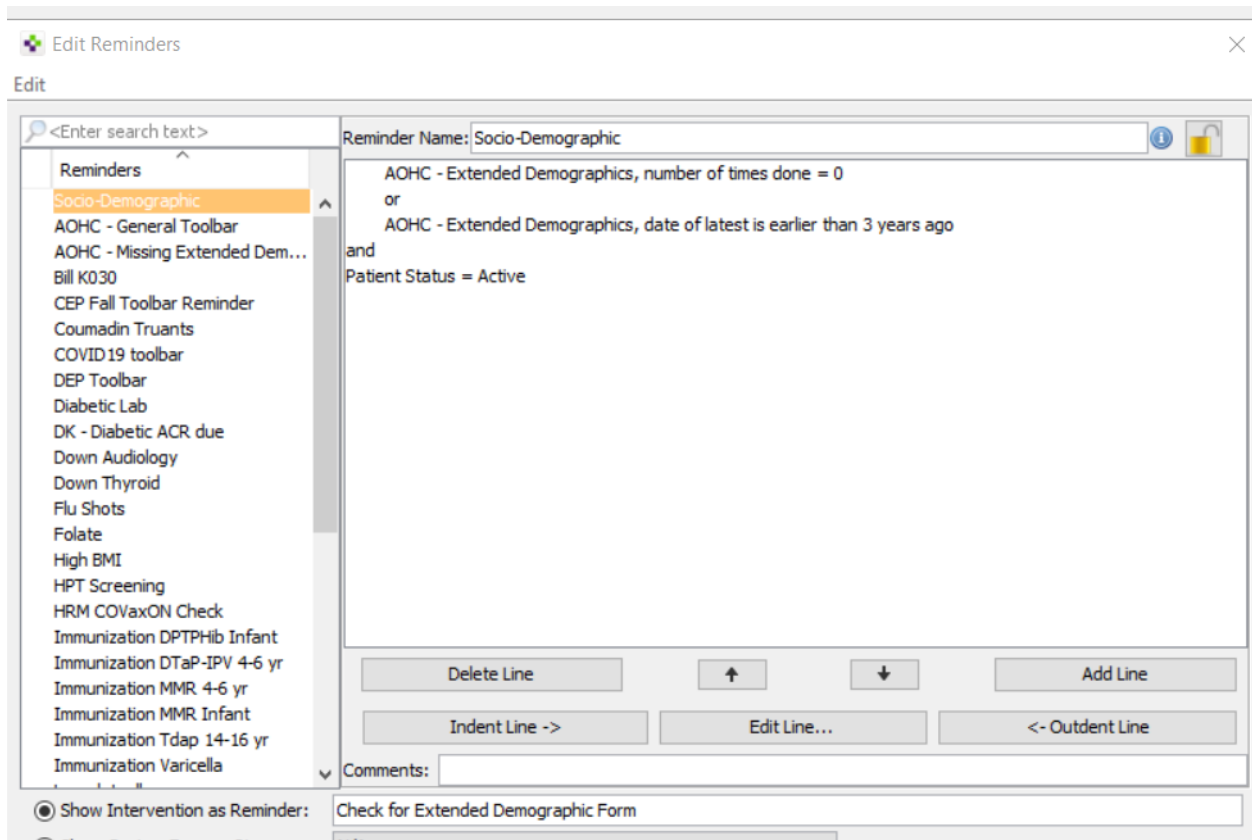 Edit Reminders
Edit
<Enter search text>
Reminders
Socio-Demographic
AOHC - General Toolbar
AOHC - Missing Extended Dem...
Bill K030
CEP Fall Toolbar Reminder
Coumadin Truants
COVID19 toolbar
DEP Toolbar
Diabetic Lab
DK - Diabetic ACR due
Down Audiology
Down Thyroid
Flu Shots
Folate
High BMI
HPT Screening
HRM COVaxON Check
Immunization DPTPHib Infant
Immunization DTaP-IPV 4-6 yr
Immunization MMR 4-6 yr
Immunization MMR Infant
Immunization Tdap 14-16 yr
Immunization Varicella
Reminder Name: Socio-Demographic
AOHC - Extended Demographics, number of times done = 0
or
AOHC - Extended Demographics, date of latest is earlier than 3 years ago
and
Patient Status = Active
Delete Line
Add Line
Indent Line ->
Edit Line...
<- Outdent Line
Comments:
Show Intervention as Reminder: Check for Extended Demographic Form